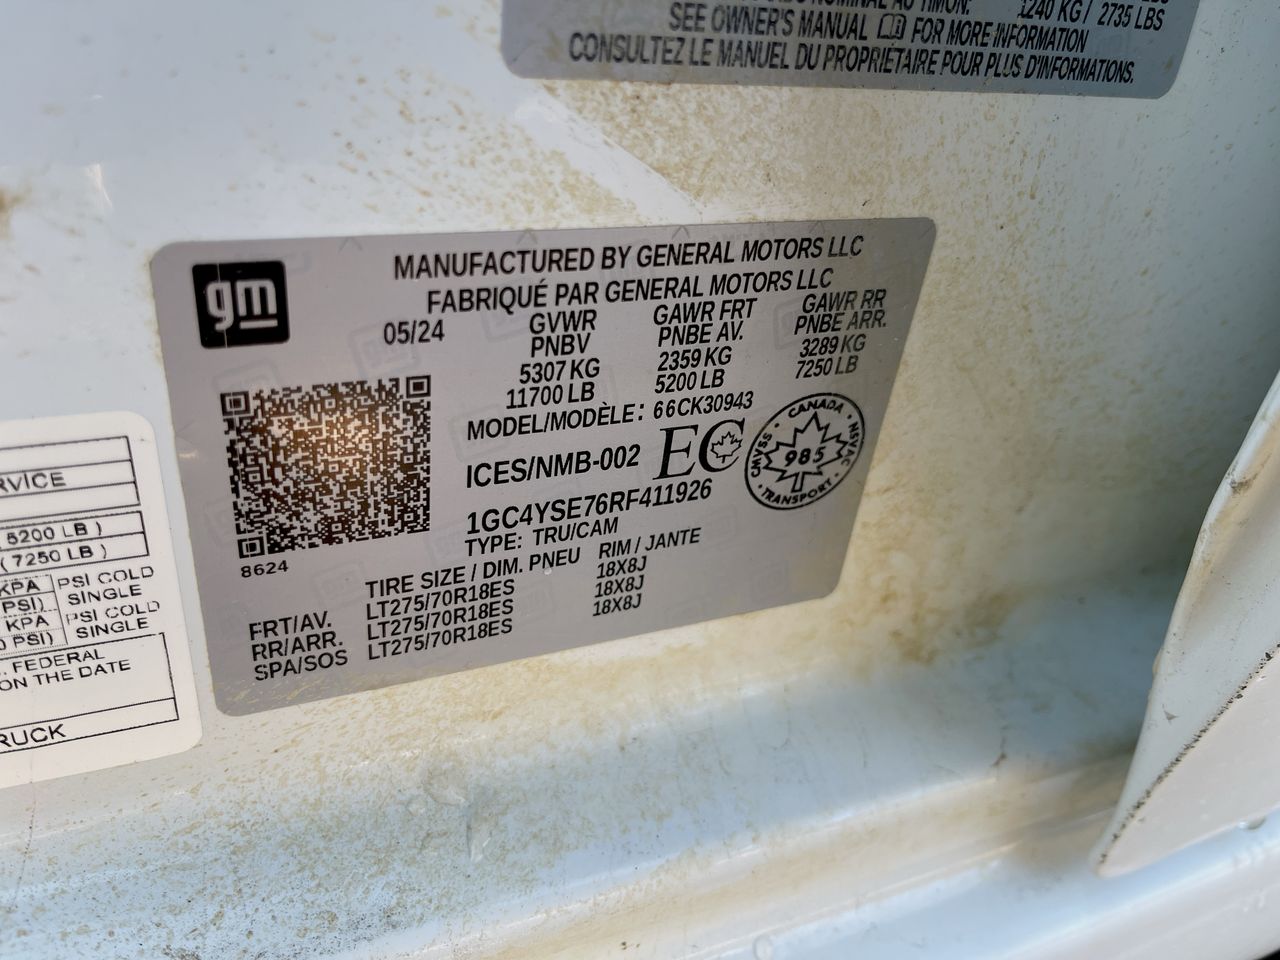 1240 KG / 2735 LBS
SEE OWNER'S MANUAL FOR MORE INFORMATION
CONSULTEZ LE MANUEL DU PROPRIÉTAIRE POUR PLUS D'INFORMATIONS.
gm
MANUFACTURED BY GENERAL MOTORS LLC
FABRIQUÉ PAR GENERAL MOTORS LLC
05/24 GVWR GAWR FRT GAWR RR
PNBV PNBE AV. PNBE ARR.
5307 KG 2359 KG 3289 KG
11700 LB 5200 LB 7250 LB
MODEL/MODÈLE: 66CK30943
ICES/NMB-002 EC
CANADA
SVMNO 985 NSVAC
TRANSPORT
1GC4YSE76RF411926
TYPE: TRU/CAM
8624
TIRE SIZE / DIM. PNEU RIM / JANTE
FRT/AV. LT275/70R18ES 18X8J
RR/ARR. LT275/70R18ES 18X8J
SPA/SOS LT275/70R18ES 18X8J
5200 LB )
( 7250 LB )
KPA PSI COLD
PSI) SINGLE
KPA PSI COLD
PSI) SINGLE
FEDERAL
ON THE DATE